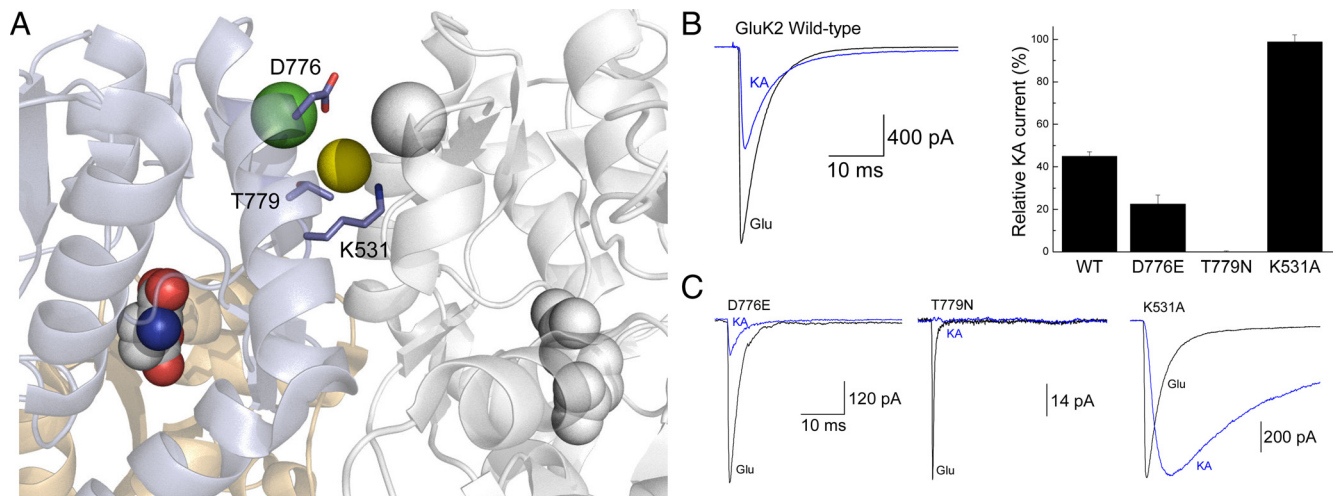 A
D776
T779
K531
B
GluK2 Wild-type
KA
Glu
400 pA
10 ms
Relative KA current (%)
100
80
60
40
20
0
WT
D776E
T779N
K531A
C
D776E
KA
Glu
120 pA
10 ms
T779N
KA
Glu
14 pA
K531A
Glu
KA
200 pA